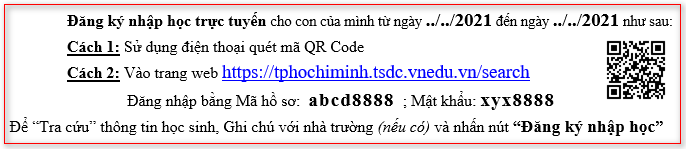 Đăng ký nhập học trực tuyến cho con của mình từ ngày ../../2021 đến ngày ../../2021 như sau:
Cách 1: Sử dụng điện thoại quét mã QR Code
Cách 2: Vào trang web https://tphochiminh.tsdc.vnedu.vn/search
Đăng nhập bằng Mã hồ sơ: abcd8888 ; Mật khẩu: xyx8888
Để “Tra cứu” thông tin học sinh, Ghi chú với nhà trường (nếu có) và nhấn nút “Đăng ký nhập học”